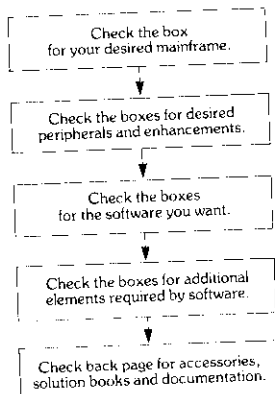 Check the box
for your desired mainframe.
Check the boxes for desired
peripherals and enhancements.
Check the boxes
for the software you want.
Check the boxes for additional
elements required by software.
Check back page for accessories,
solution books and documentation.